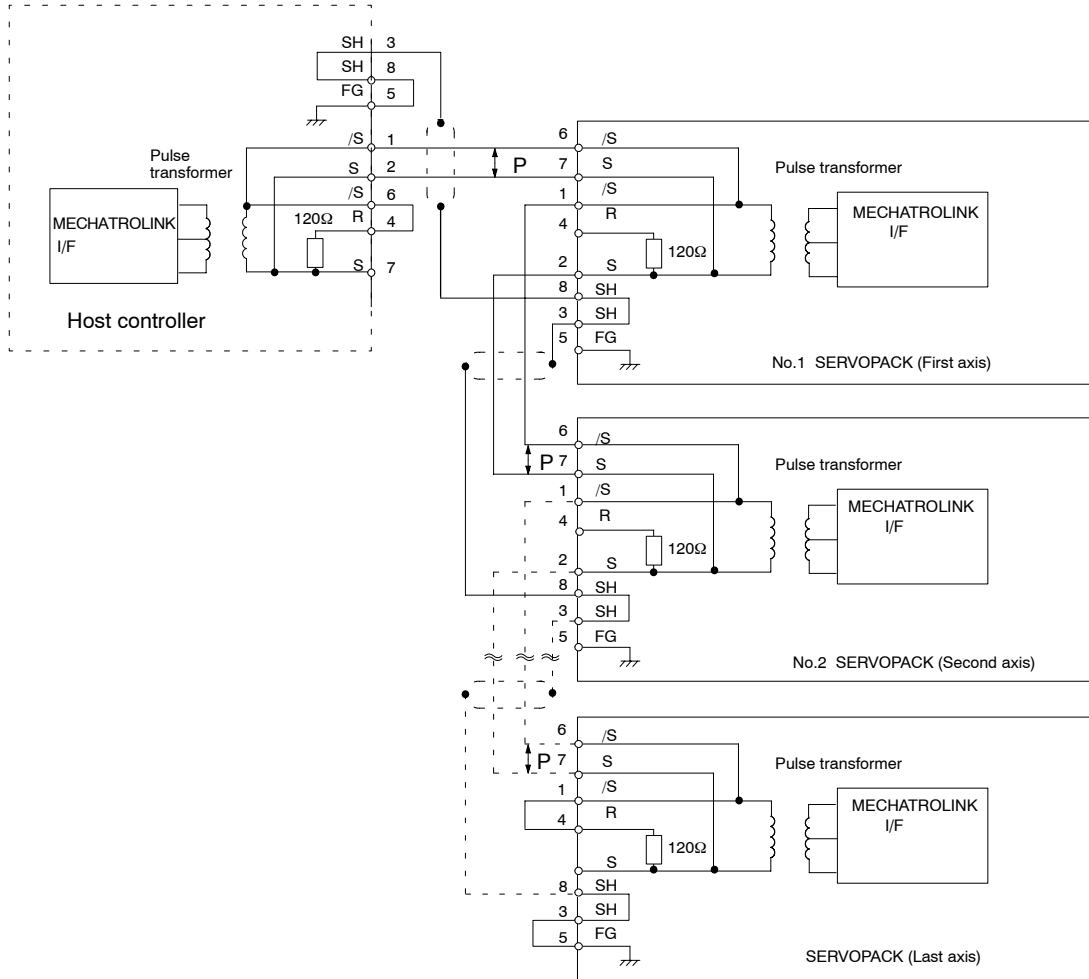 SH 3
SH 8
FG 5
/S 1
S 2
/S 6
R 4
S 7
Pulse
transformer
120Ω
MECHATROLINK
I/F
Host controller
P
6 /S
7 S
1 /S
4 R
2 S
8 SH
3 SH
5 FG
120Ω
Pulse transformer
MECHATROLINK
I/F
No.1 SERVOPACK (First axis)
P
6 /S
7 S
1 /S
4 R
2 S
8 SH
3 SH
5 FG
120Ω
Pulse transformer
MECHATROLINK
I/F
No.2 SERVOPACK (Second axis)
P
6 /S
7 S
1 /S
4 R
S
8 SH
3 SH
5 FG
120Ω
Pulse transformer
MECHATROLINK
I/F
SERVOPACK (Last axis)